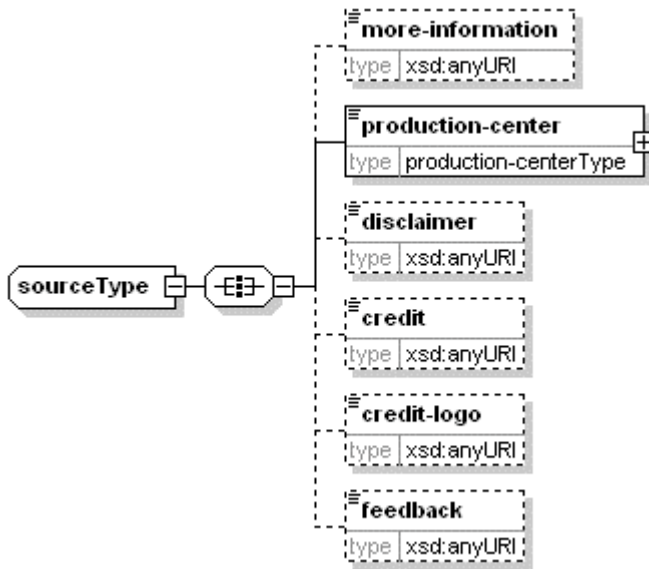 more-information
type xsd:anyURI
production-center
type production-centerType
disclaimer
type xsd:anyURI
sourceType
credit
type xsd:anyURI
credit-logo
type xsd:anyURI
feedback
type xsd:anyURI